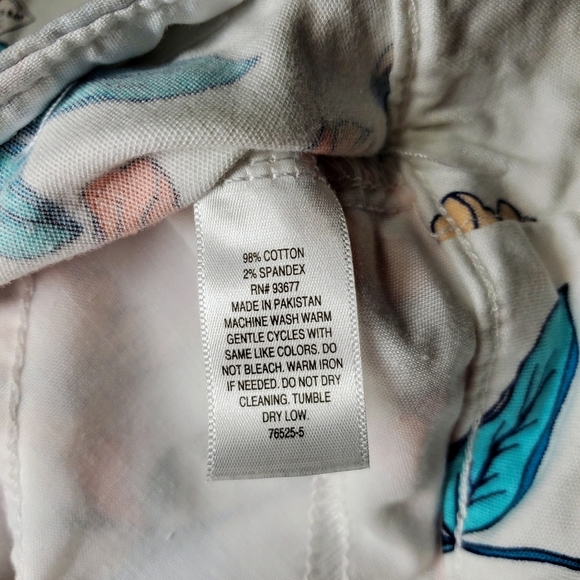 98% COTTON
2% SPANDEX
RN# 93677
MADE IN PAKISTAN
MACHINE WASH WARM
GENTLE CYCLES WITH
SAME LIKE COLORS. DO
NOT BLEACH. WARM IRON
IF NEEDED. DO NOT DRY
CLEANING. TUMBLE
DRY LOW.
76525-5